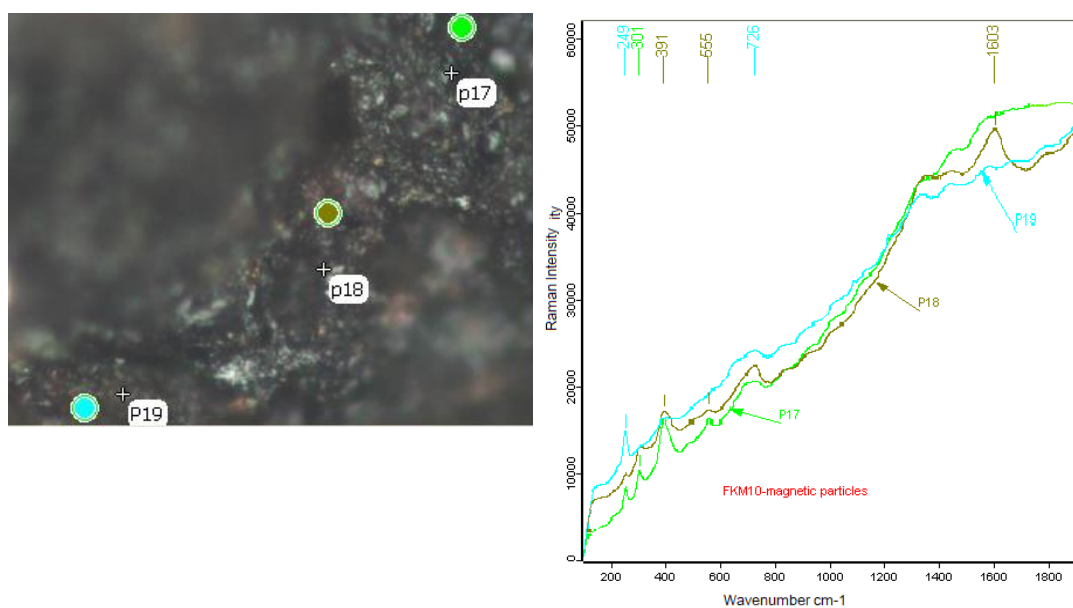 p17
p18
P19
249
301
391
555
726
1603
60000
50000
40000
30000
20000
10000
0
Raman Intensity ity
P19
P18
P17
FKM10-magnetic particles
200 400 600 800 1000 1200 1400 1600 1800
Wavenumber cm-1